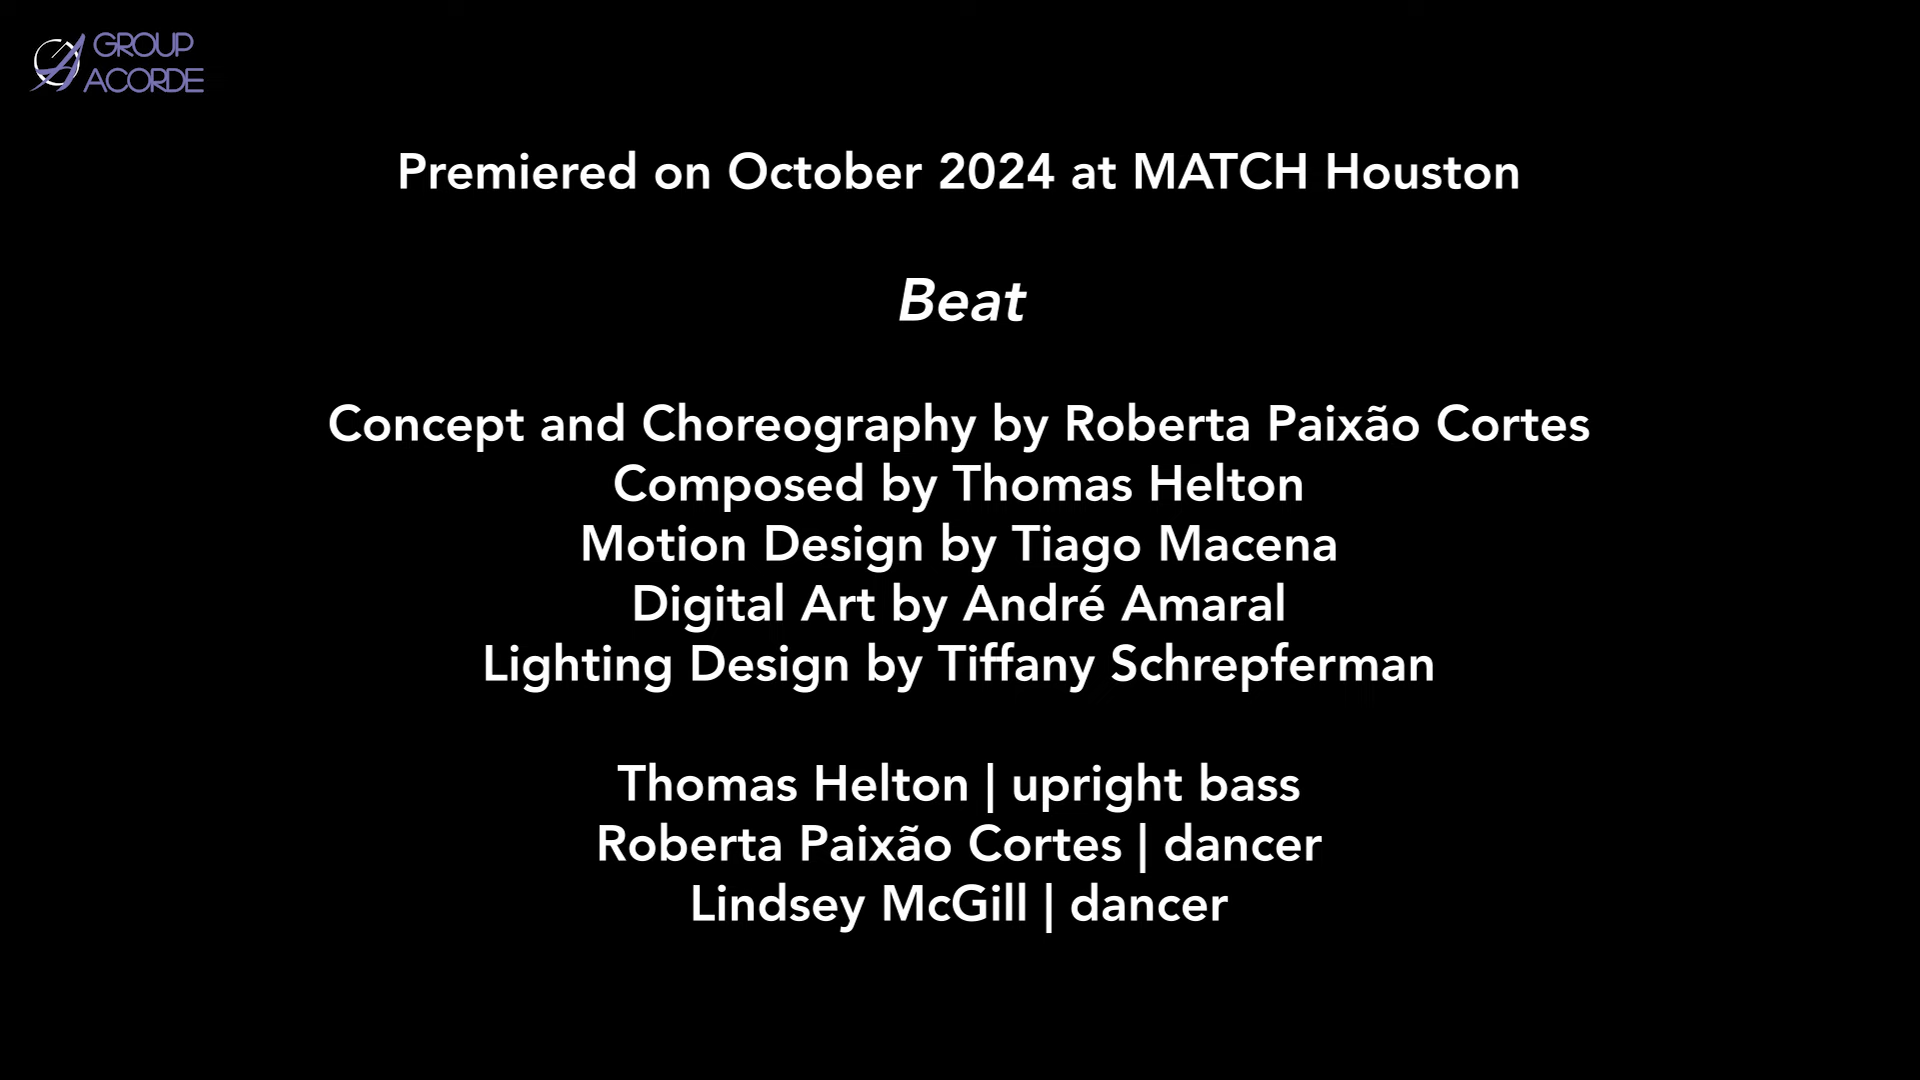 GROUP
ACORDE
Premiered on October 2024 at MATCH Houston
Beat
Concept and Choreography by Roberta Paixão Cortes
Composed by Thomas Helton
Motion Design by Tiago Macena
Digital Art by André Amaral
Lighting Design by Tiffany Schrepferman
Thomas Helton | upright bass
Roberta Paixão Cortes | dancer
Lindsey McGill | dancer